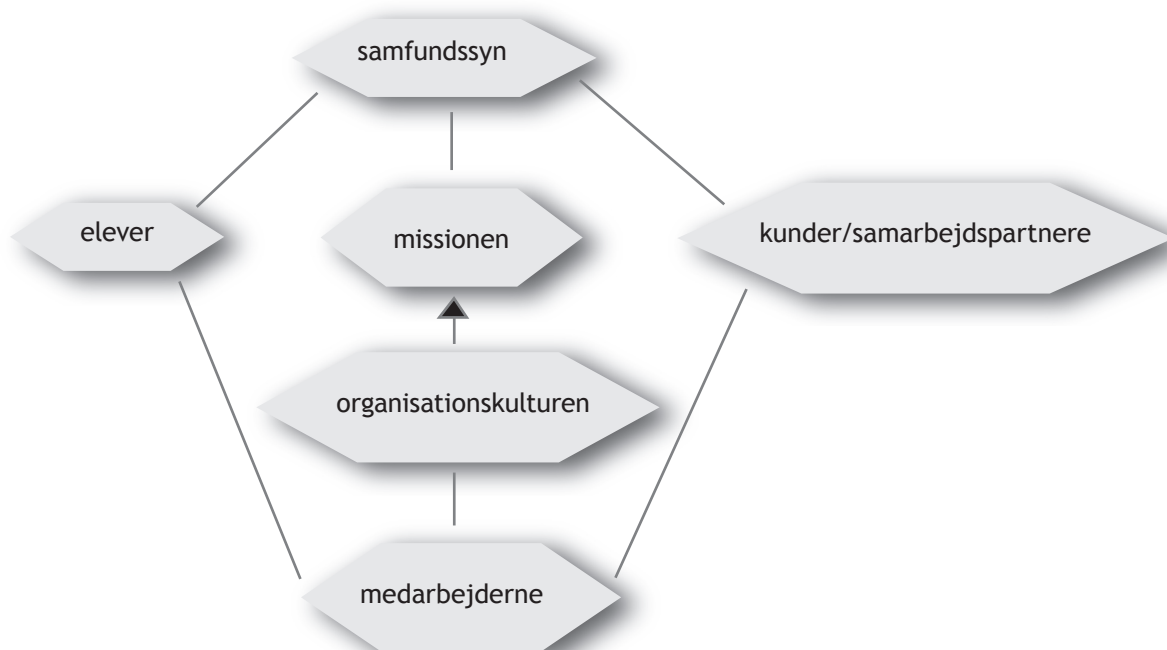 samfundssyn
elever
missionen
kunder/samarbejdspartnere
organisationskulturen
medarbejderne